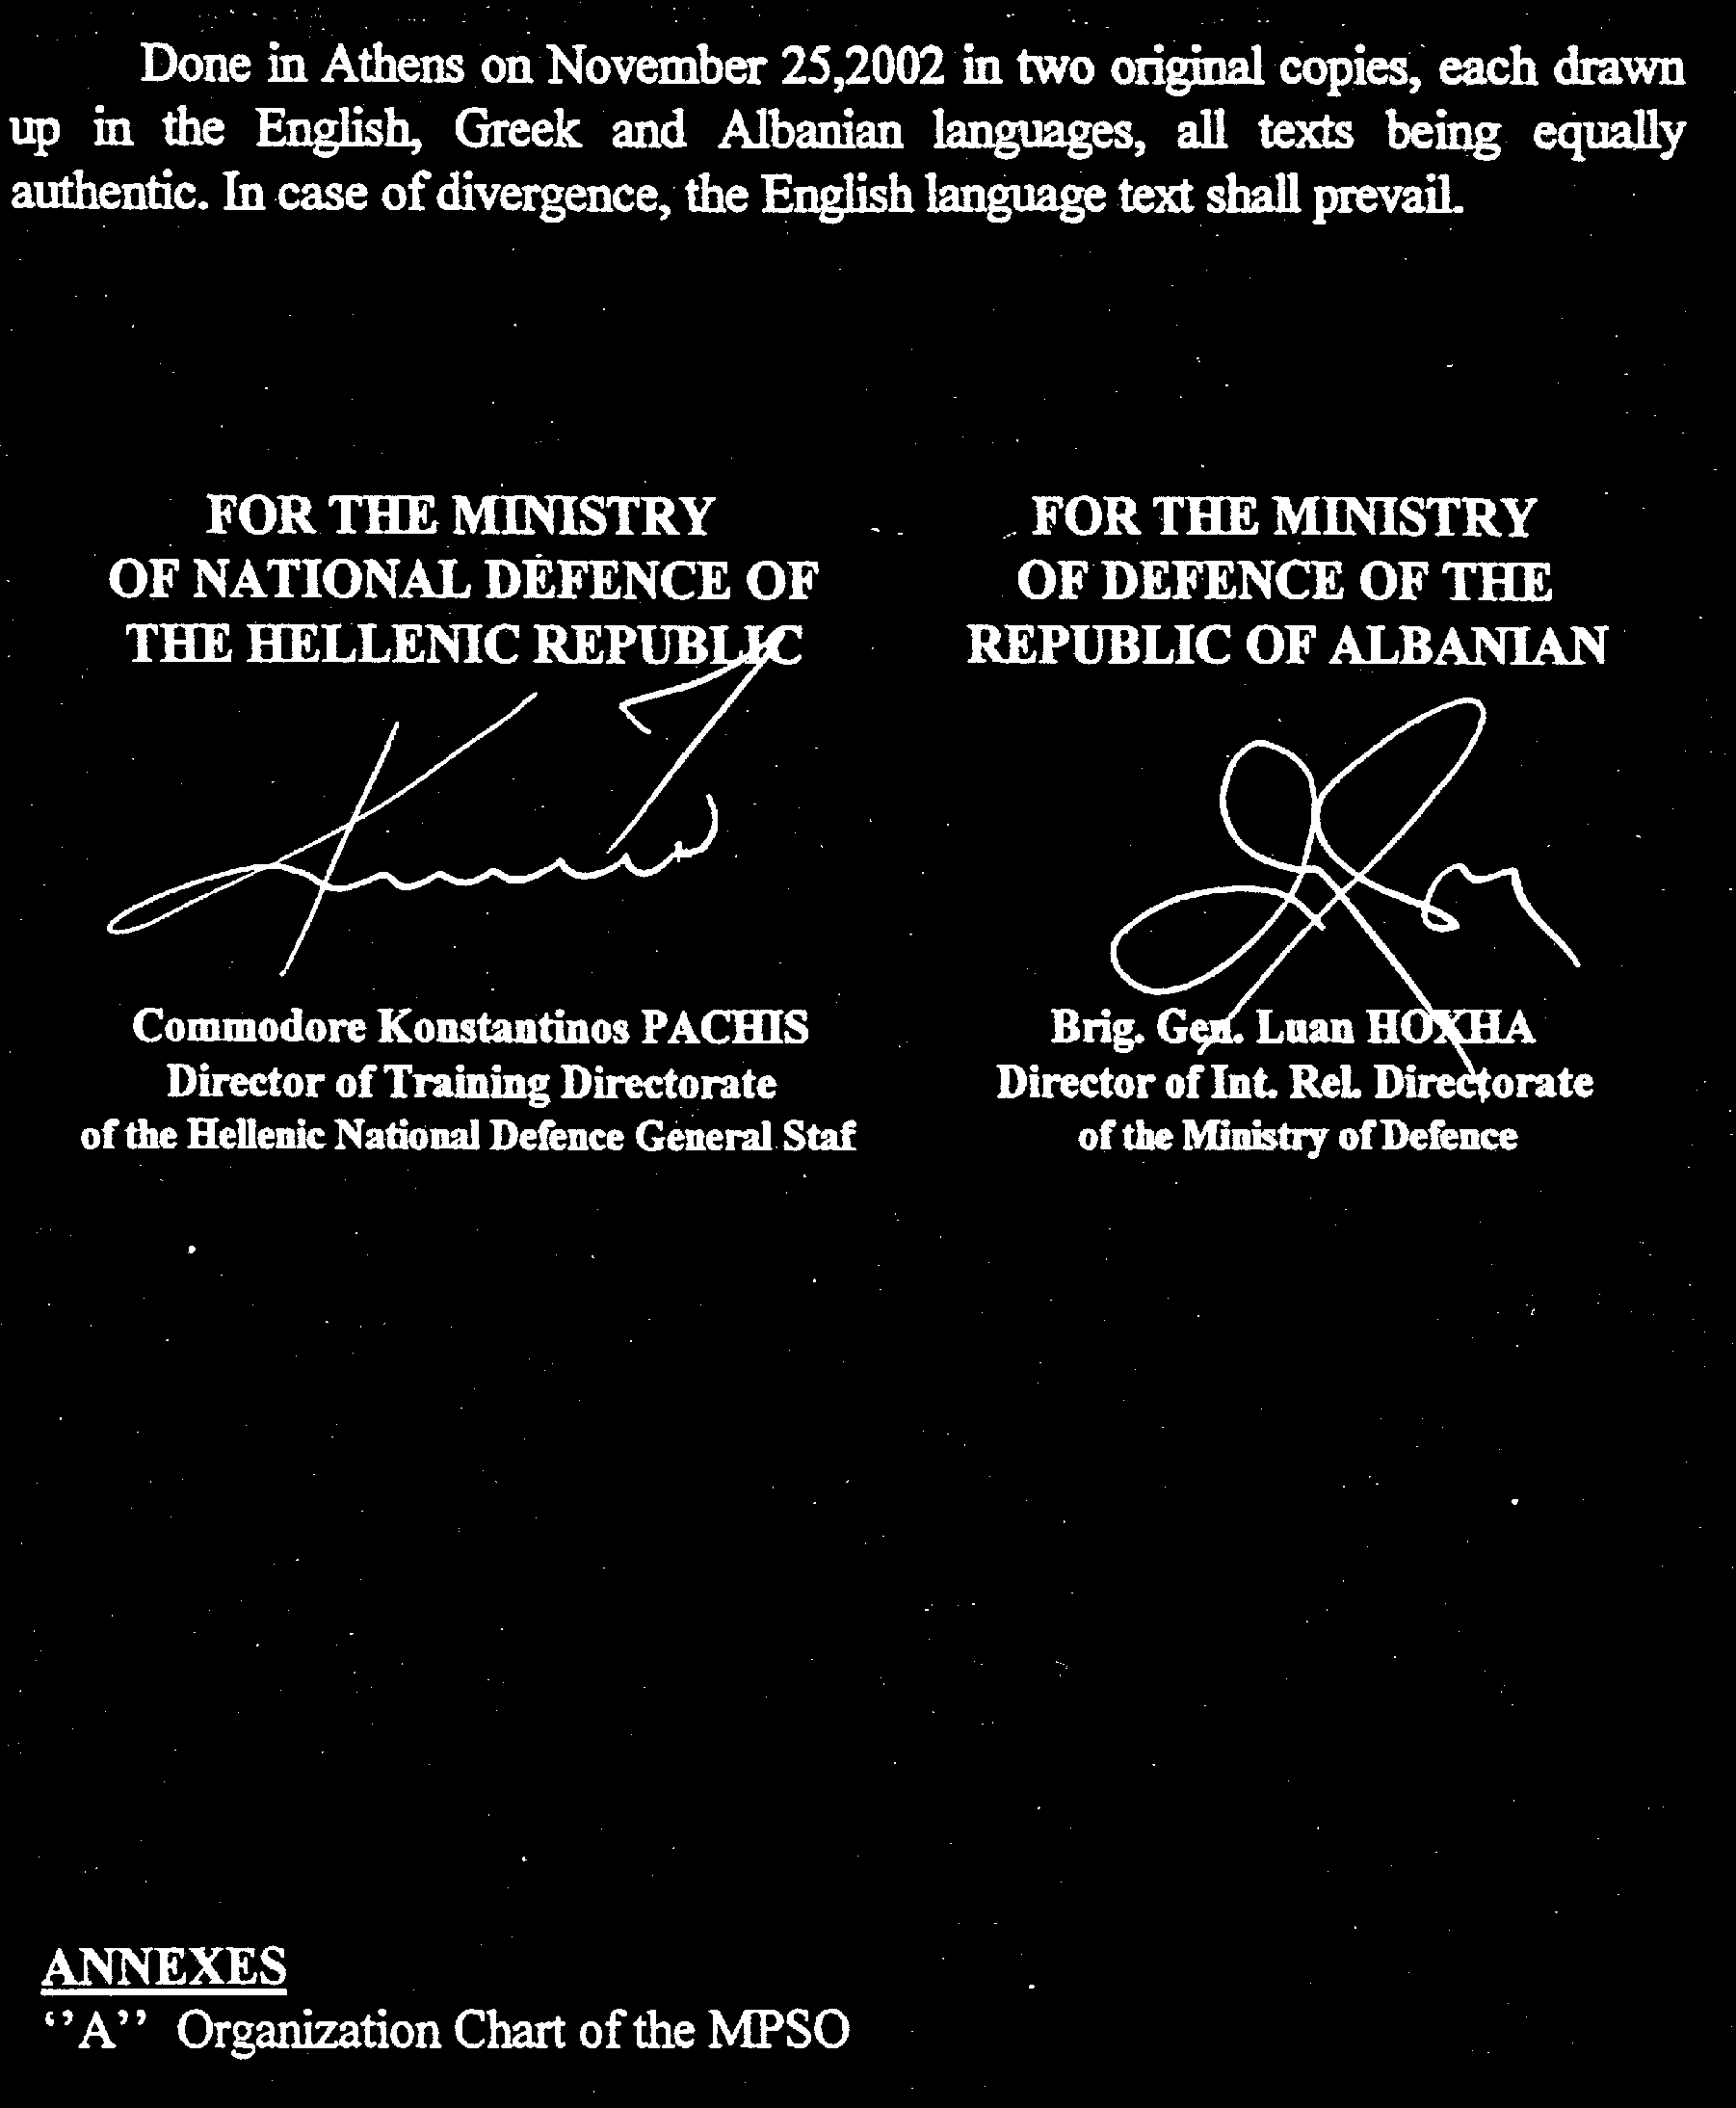 Done in Athens on November 25,2002 in two original copies, each drawn
up in the English, Greek and Albanian languages, all texts being equally
authentic. In case of divergence, the English language text shall prevail.
FOR THE MINISTRY
OF NATIONAL DEFENCE OF
THE HELLENIC REPUBLIC
Commodore Konstantinos PACHIS
Director of Training Directorate
of the Hellenic National Defence General Staf
FOR THE MINISTRY
OF DEFENCE OF THE
REPUBLIC OF ALBANIAN
Brig. Gen. Luan HOXHA
Director of Int. Rel. Directorate
of the Ministry of Defence
ANNEXES
‘’A’’ Organization Chart of the MPSO